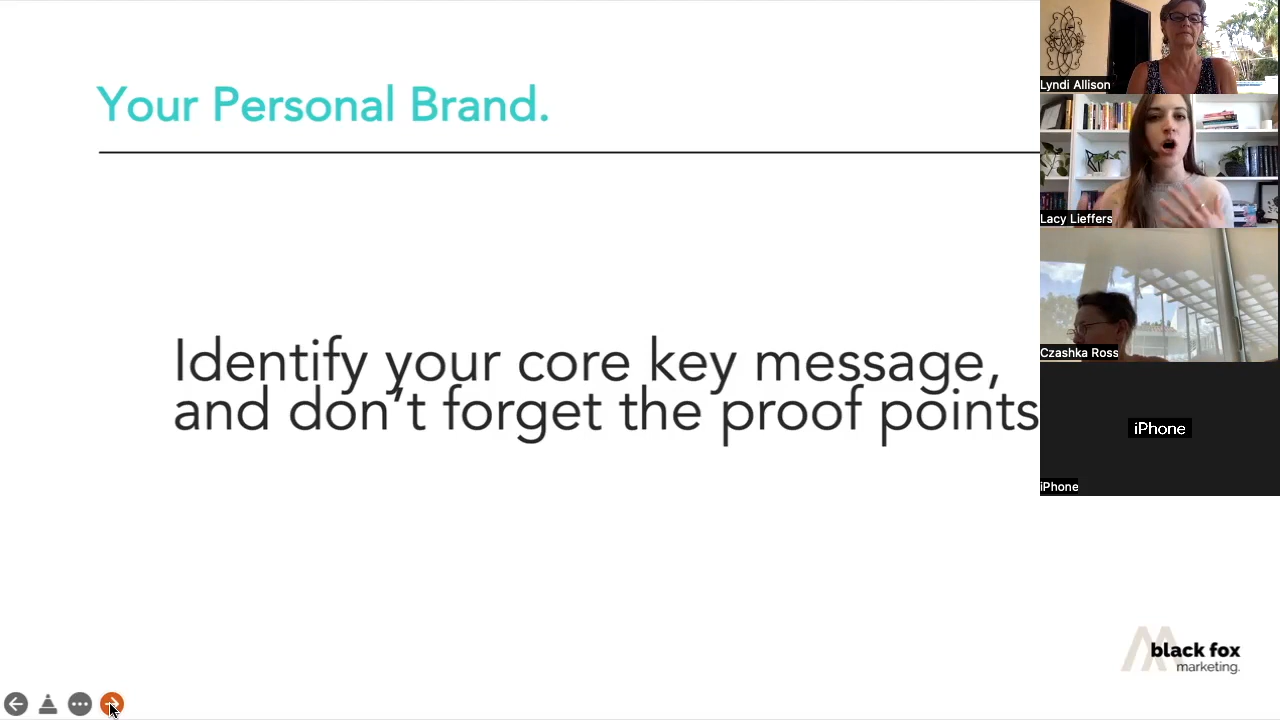 Your Personal Brand.
Identify your core key message,
and don’t forget the proof points
black fox
marketing.
Lyndi Allison
Lacy Lieffers
Czashka Ross
iPhone
iPhone